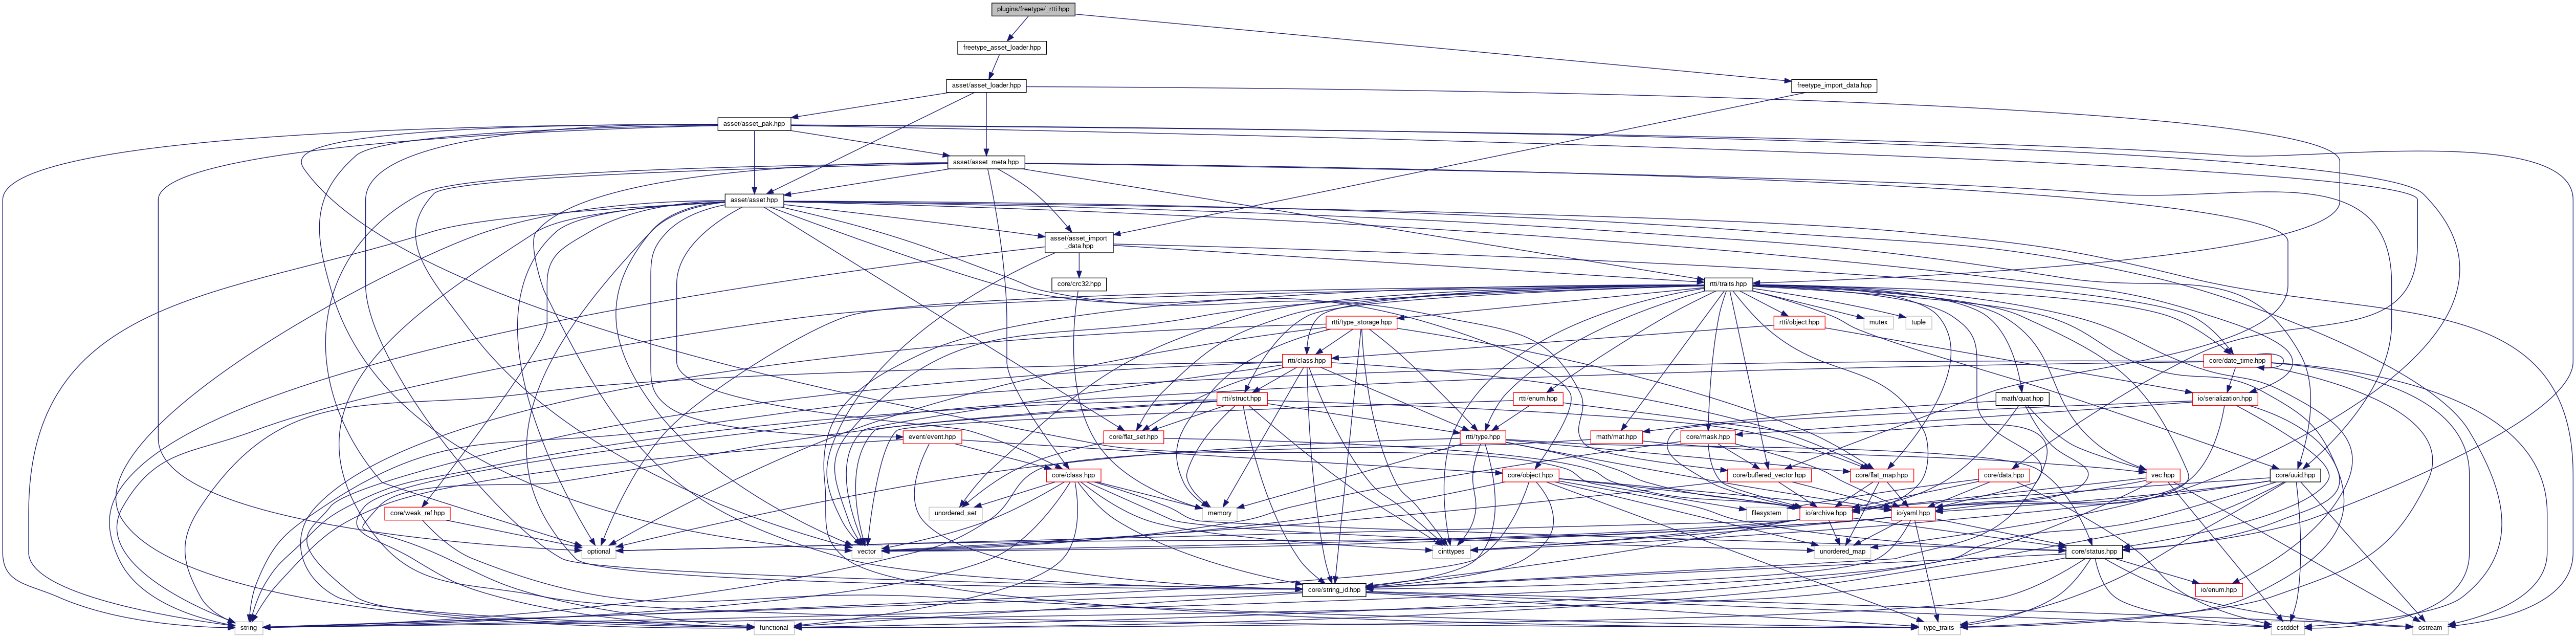 plugins/freetype/_rtti.hpp
freetype_asset_loader.hpp
asset/asset_loader.hpp
freetype_import_data.hpp
asset/asset_pak.hpp
asset/asset_meta.hpp
asset/asset.hpp
asset/asset_import
_data.hpp
core/crc32.hpp
rtti/traits.hpp
rtti/type_storage.hpp
rtti/object.hpp
mutex
tuple
rtti/class.hpp
core/date_time.hpp
rtti/struct.hpp
rtti/enum.hpp
math/quat.hpp
io/serialization.hpp
event/event.hpp
core/flat_set.hpp
rtti/type.hpp
math/mat.hpp
core/mask.hpp
core/class.hpp
core/object.hpp
core/buffered_vector.hpp
core/flat_map.hpp
core/data.hpp
vec.hpp
core/uuid.hpp
core/weak_ref.hpp
unordered_set
memory
filesystem
io/archive.hpp
io/yaml.hpp
optional
vector
cinttypes
unordered_map
core/status.hpp
core/string_id.hpp
io/enum.hpp
string
functional
type_traits
cstddef
ostream